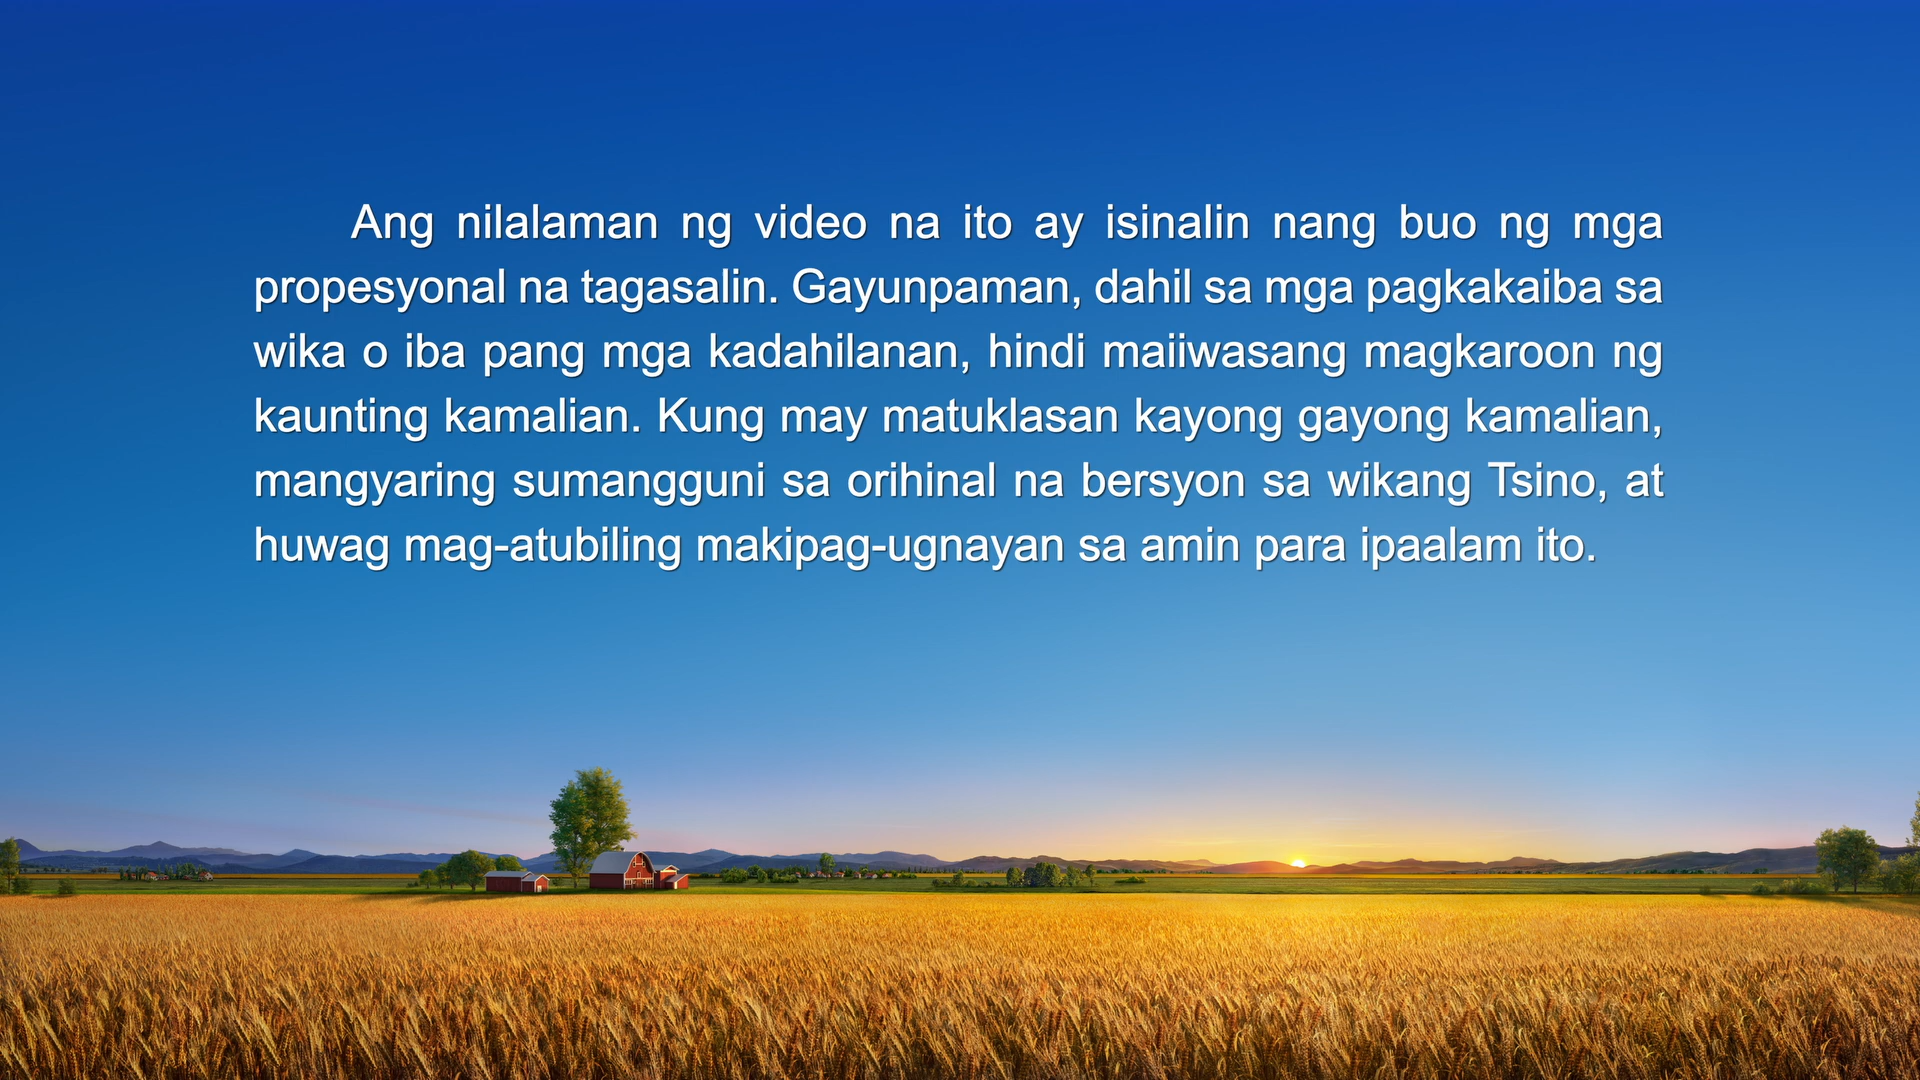 Ang nilalaman ng video na ito ay isinalin nang buo ng mga
propesyonal na tagasalin. Gayunpaman, dahil sa mga pagkakaiba sa
wika o iba pang mga kadahilanan, hindi maiiwasang magkaroon ng
kaunting kamalian. Kung may matuklasan kayong gayong kamalian,
mangyaring sumangguni sa orihinal na bersyon sa wikang Tsino, at
huwag mag-atubiling makipag-ugnayan sa amin para ipaalam ito.